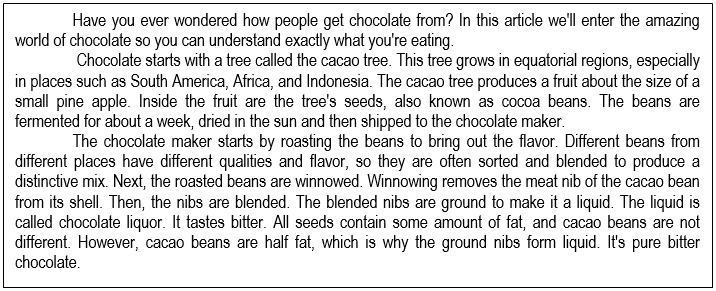 Have you ever wondered how people get chocolate from? In this article we'll enter the amazing
world of chocolate so you can understand exactly what you're eating.
Chocolate starts with a tree called the cacao tree. This tree grows in equatorial regions, especially
in places such as South America, Africa, and Indonesia. The cacao tree produces a fruit about the size of a
small pine apple. Inside the fruit are the tree's seeds, also known as cocoa beans. The beans are
fermented for about a week, dried in the sun and then shipped to the chocolate maker.
The chocolate maker starts by roasting the beans to bring out the flavor. Different beans from
different places have different qualities and flavor, so they are often sorted and blended to produce a
distinctive mix. Next, the roasted beans are winnowed. Winnowing removes the meat nib of the cacao bean
from its shell. Then, the nibs are blended. The blended nibs are ground to make it a liquid. The liquid is
called chocolate liquor. It tastes bitter. All seeds contain some amount of fat, and cacao beans are not
different. However, cacao beans are half fat, which is why the ground nibs form liquid. It's pure bitter
chocolate.